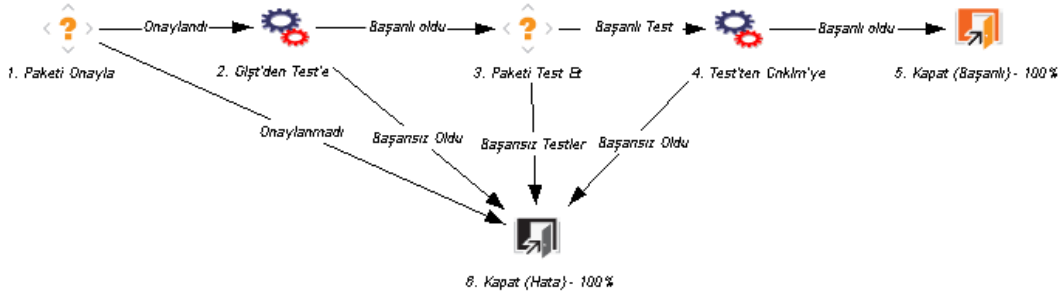 Onaylandı
Başarılı oldu
Başarılı Test
Başarılı oldu
1. Paketi Onayla
2. Glşt'den Test'e
3. Paketi Test Et
4. Test'ten Cnklm'ye
5. Kapat (Başarılı) - 100%
Onaylanmadı
Başarısız Oldu
Başarısız Testler
Başarısız Oldu
6. Kapat (Hata) - 100%